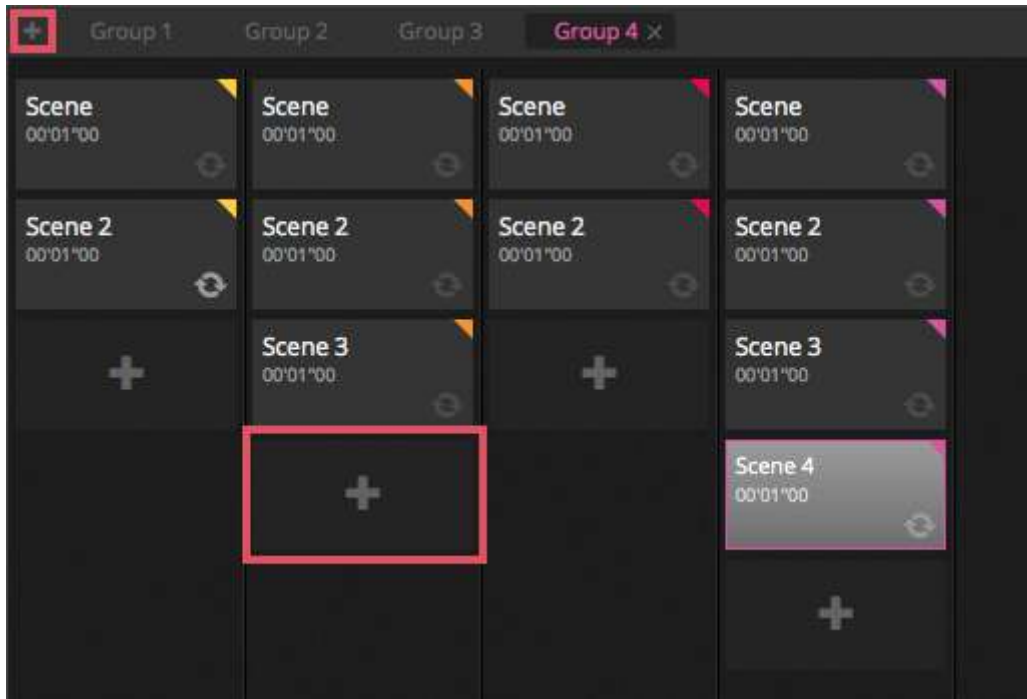 Group 1 Group 2 Group 3 Group 4
Scene Scene Scene Scene
00'01"00 00'01"00 00'01"00 00'01"00
Scene 2 Scene 2 Scene 2 Scene 2
00'01"00 00'01"00 00'01"00 00'01"00
Scene 3 Scene 3
00'01"00 00'01"00
Scene 4
00'01"00